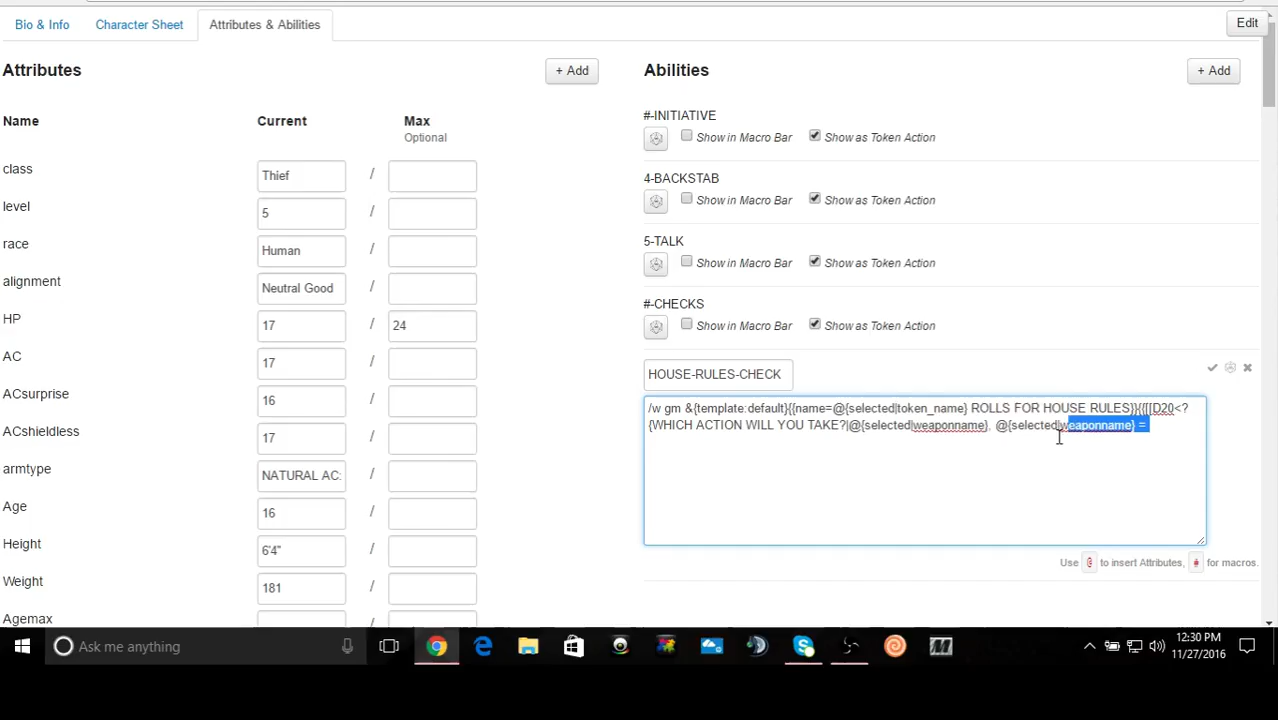 Bio & Info
Character Sheet
Attributes & Abilities
Edit
Attributes
+ Add
Name
Current
Max
Optional
class
Thief
/
level
5
/
race
Human
/
alignment
Neutral Good
/
HP
17
/
24
AC
17
/
ACsurprise
16
/
ACshieldless
17
/
armtype
NATURAL AC:
/
Age
16
/
Height
6'4"
/
Weight
181
/
Agemax
Abilities
+ Add
#-INITIATIVE
Show in Macro Bar
Show as Token Action
4-BACKSTAB
Show in Macro Bar
Show as Token Action
5-TALK
Show in Macro Bar
Show as Token Action
#-CHECKS
Show in Macro Bar
Show as Token Action
HOUSE-RULES-CHECK
/w gm &{template:default}{{name=@{selected|token_name} ROLLS FOR HOUSE RULES}}{{[[D20<?
{WHICH ACTION WILL YOU TAKE?|@{selected|weaponname}, @{selected|weaponname} =
Use @ to insert Attributes, # for macros.
Ask me anything
12:30 PM
11/27/2016